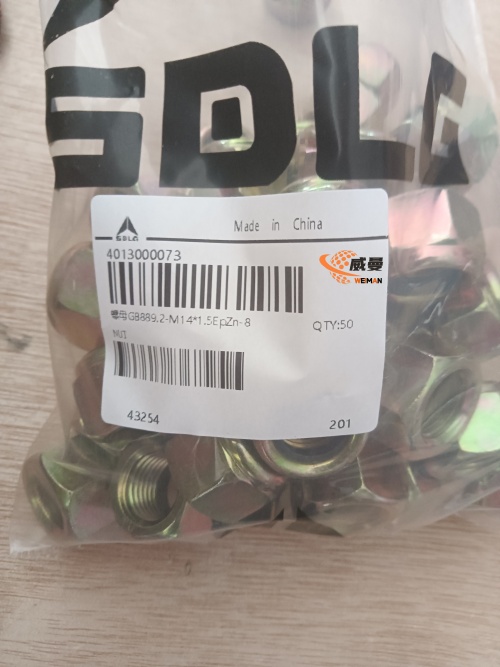 SDLG
SDLG
Made in China
4013000073
威曼
WEMAN
螺母GB889.2-M14*1.5EpZn-8
QTY:50
NUT
43254
201